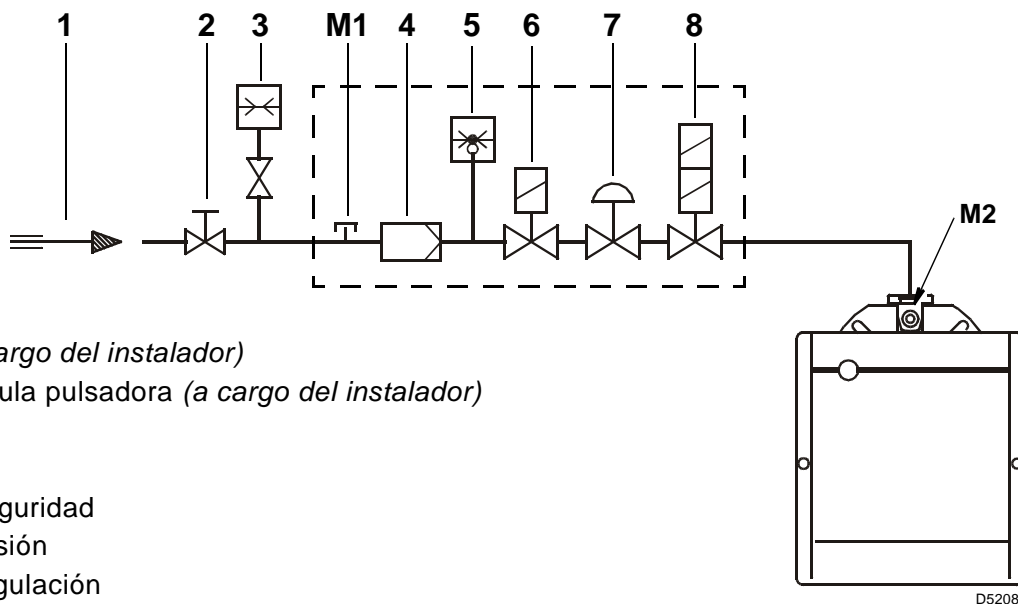 1 2 3 M1 4 5 6 7 8
M2
argo del instalador)
ula pulsadora (a cargo del instalador)
guridad
sión
gulación
D5208